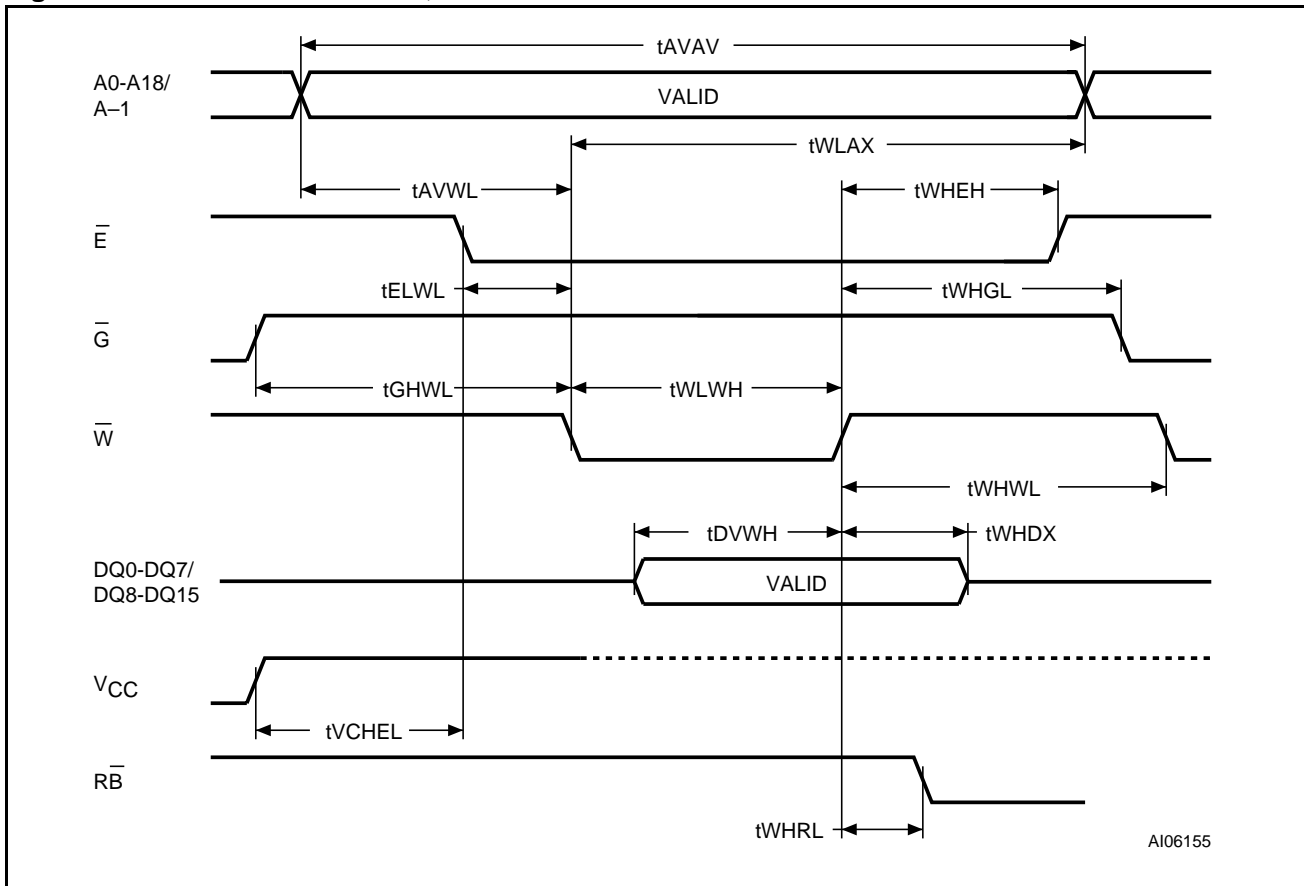 tAVAV
A0-A18/
A–1
VALID
tWLAX
tAVWL
tWHEH
E̅
tELWL
tWHGL
G̅
tGHWL
tWLWH
W̅
tWHWL
tDVWH
tWHDX
DQ0-DQ7/
DQ8-DQ15
VALID
VCC
tVCHEL
RB̅
tWHRL
AI06155